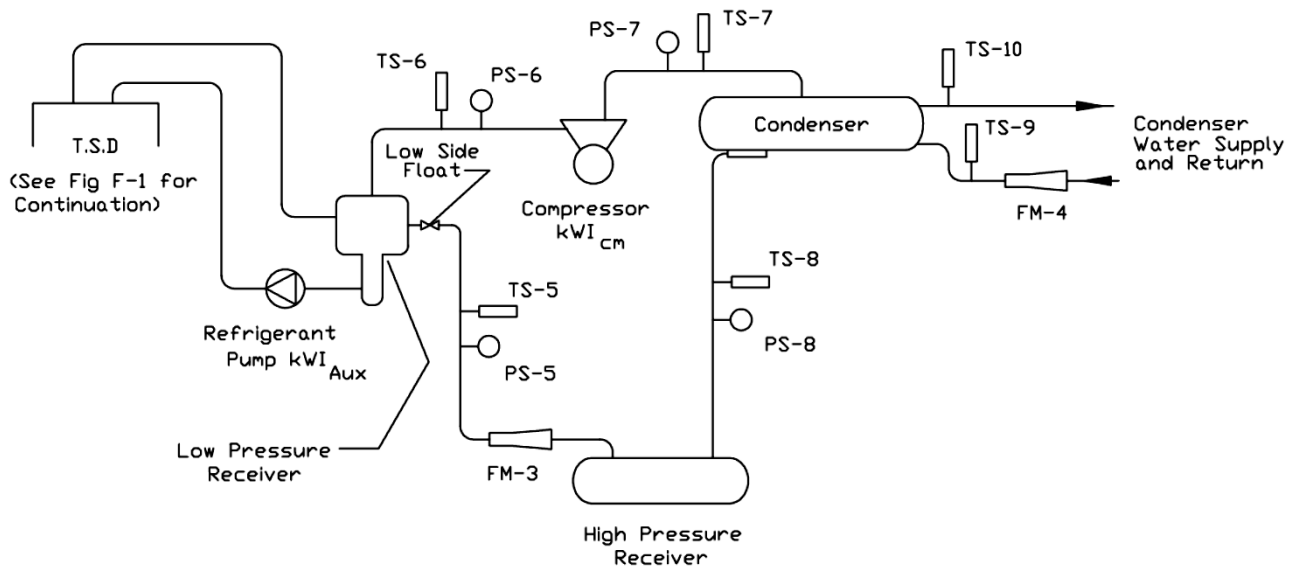 PS-7
TS-7
TS-6
PS-6
TS-10
T.S.D
(See Fig F-1 for
Continuation)
Low Side
Float
Condenser
TS-9
Condenser
Water Supply
and Return
FM-4
Compressor
kWI cm
TS-5
TS-8
PS-5
PS-8
Refrigerant
Pump kWI Aux
Low Pressure
Receiver
FM-3
High Pressure
Receiver